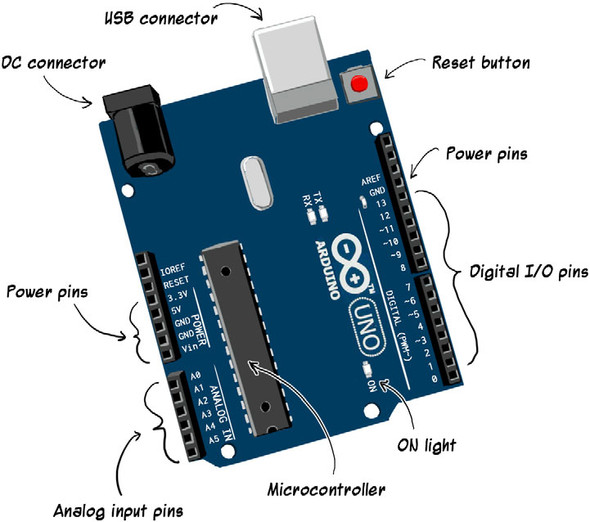 USB connector
DC connector
Reset button
Power pins
AREF
GND
13
12
~11
~10
~9
8
Digital I/O pins
7
~6
~5
4
~3
2
1
0
DIGITAL (PWM~)
TX
RX
ARDUINO
TM
UNO
ON
IOREF
RESET
3.3V
5V
GND
GND
Vin
POWER
Power pins
A0
A1
A2
A3
A4
A5
ANALOG IN
ON light
Microcontroller
Analog input pins